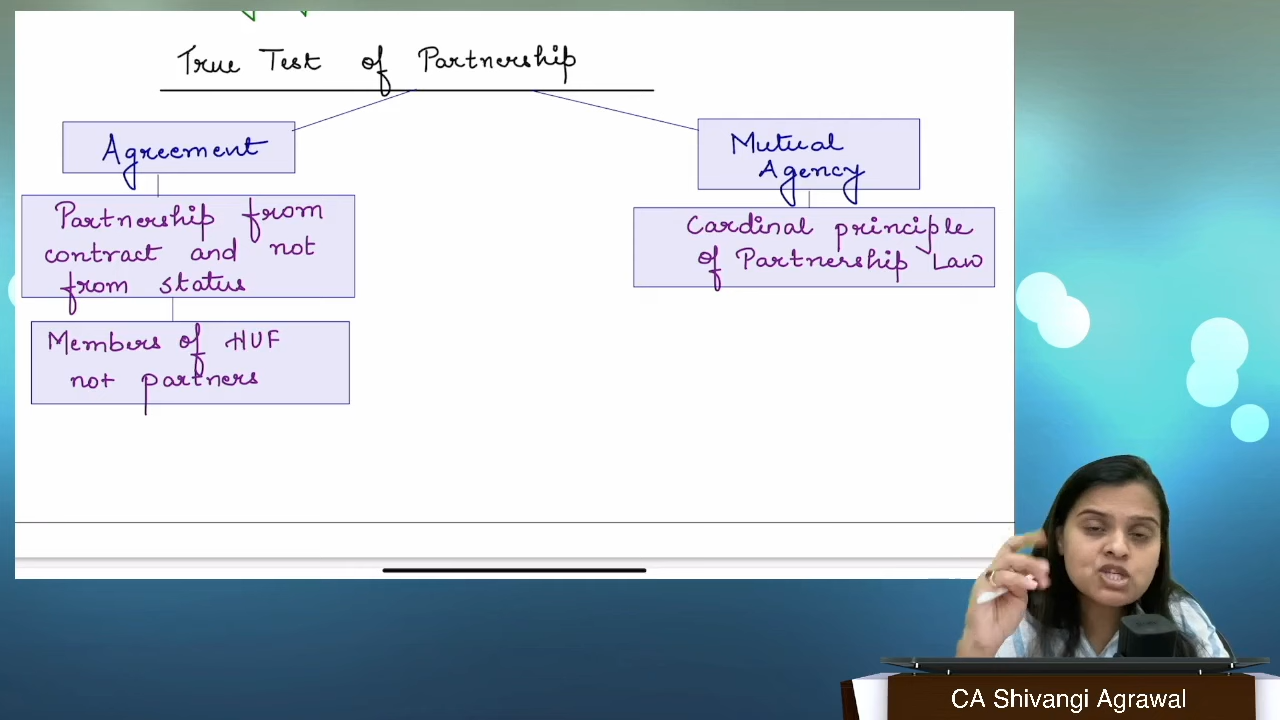 True Test of Partnership
Agreement
Partnership from
contract and not
from status
Members of HUF
not partners
Mutual
Agency
Cardinal principle
of Partnership Law
CA Shivangi Agrawal